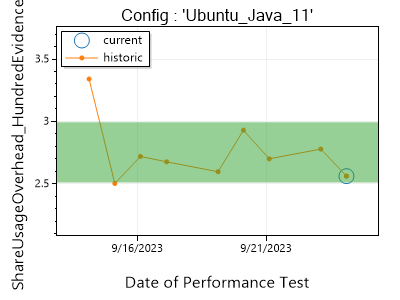 Config : 'Ubuntu_Java_11'
current
historic
ShareUsageOverhead_HundredEvidence
3.5
3
2.5
9/16/2023
9/21/2023
Date of Performance Test